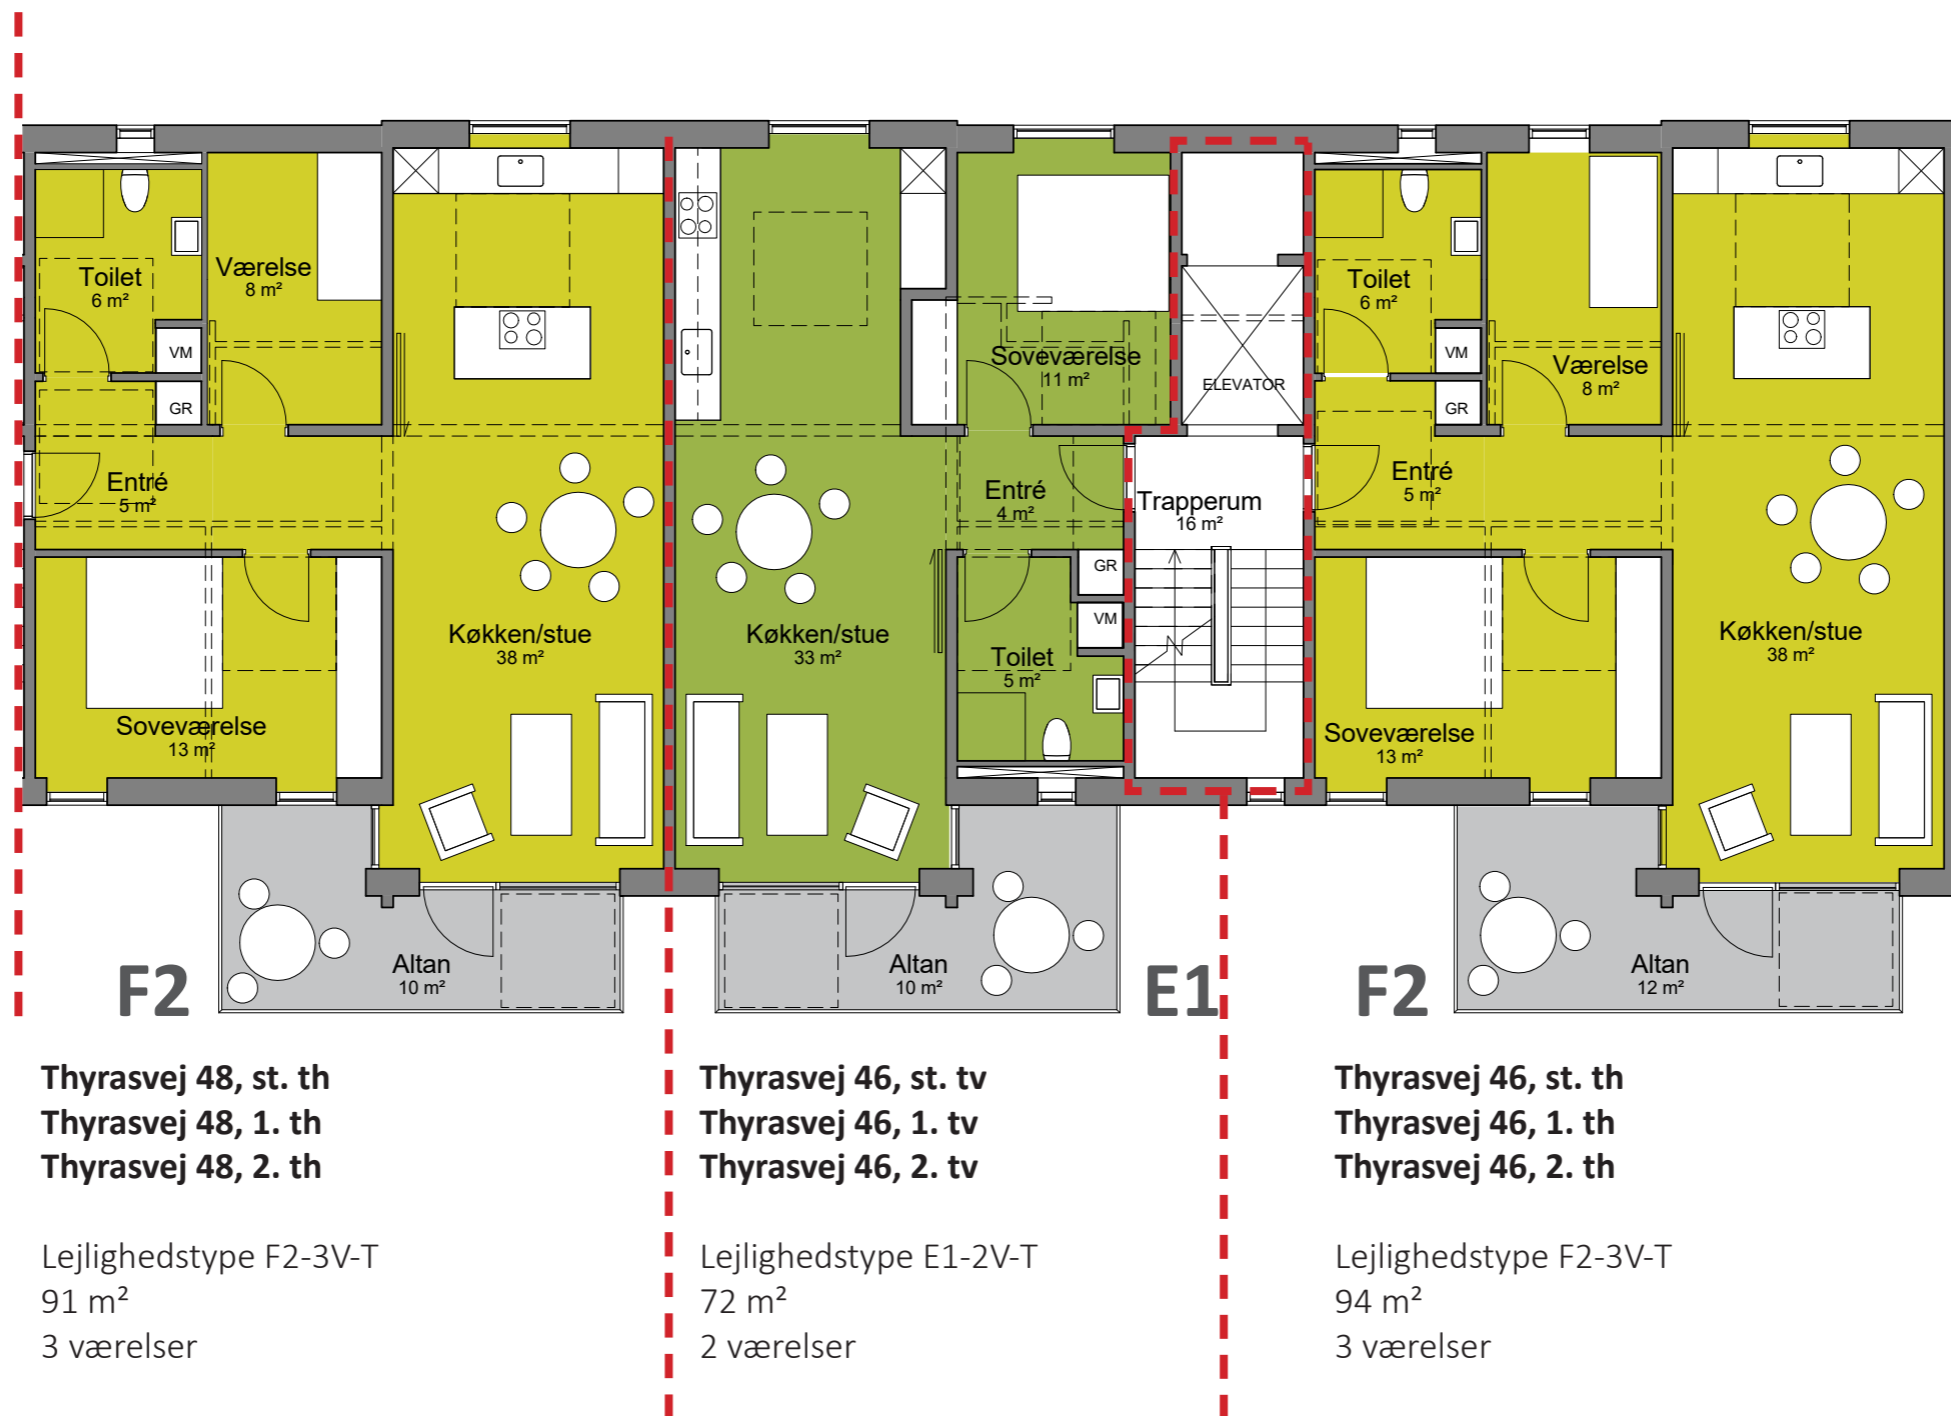 Toilet
6 m²
Værelse
8 m²
VM
GR
Entré
5 m²
Soveværelse
13 m²
Køkken/stue
38 m²
Altan
10 m²
Køkken/stue
33 m²
Soveværelse
11 m²
Entré
4 m²
GR
VM
Toilet
5 m²
Altan
10 m²
ELEVATOR
Trapperum
16 m²
Toilet
6 m²
VM
GR
Værelse
8 m²
Entré
5 m²
Soveværelse
13 m²
Køkken/stue
38 m²
Altan
12 m²
F2
Thyrasvej 48, st. th
Thyrasvej 48, 1. th
Thyrasvej 48, 2. th
Lejlighedstype F2-3V-T
91 m²
3 værelser
E1
Thyrasvej 46, st. tv
Thyrasvej 46, 1. tv
Thyrasvej 46, 2. tv
Lejlighedstype E1-2V-T
72 m²
2 værelser
F2
Thyrasvej 46, st. th
Thyrasvej 46, 1. th
Thyrasvej 46, 2. th
Lejlighedstype F2-3V-T
94 m²
3 værelser